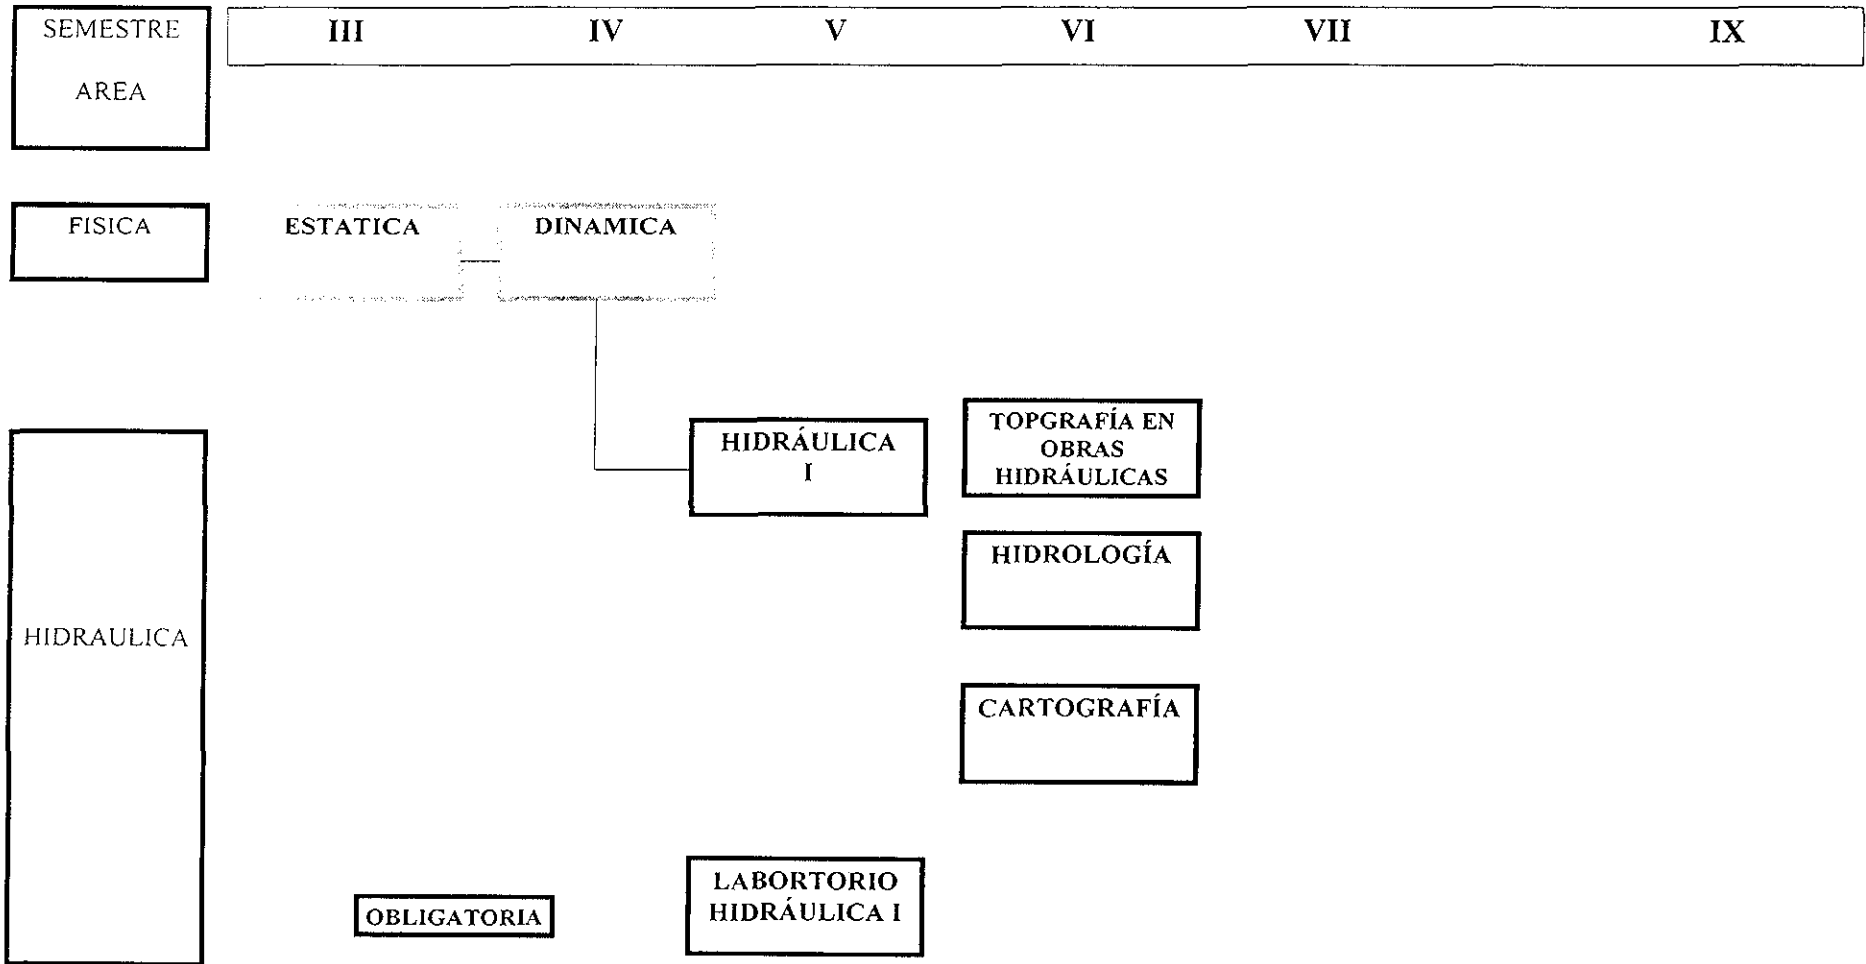 SEMESTRE
AREA
III IV V VI VII IX
FISICA
ESTATICA
DINAMICA
HIDRAULICA
HIDRÁULICA
I
TOPGRAFÍA EN
OBRAS
HIDRÁULICAS
HIDROLOGÍA
CARTOGRAFÍA
OBLIGATORIA
LABORTORIO
HIDRÁULICA I